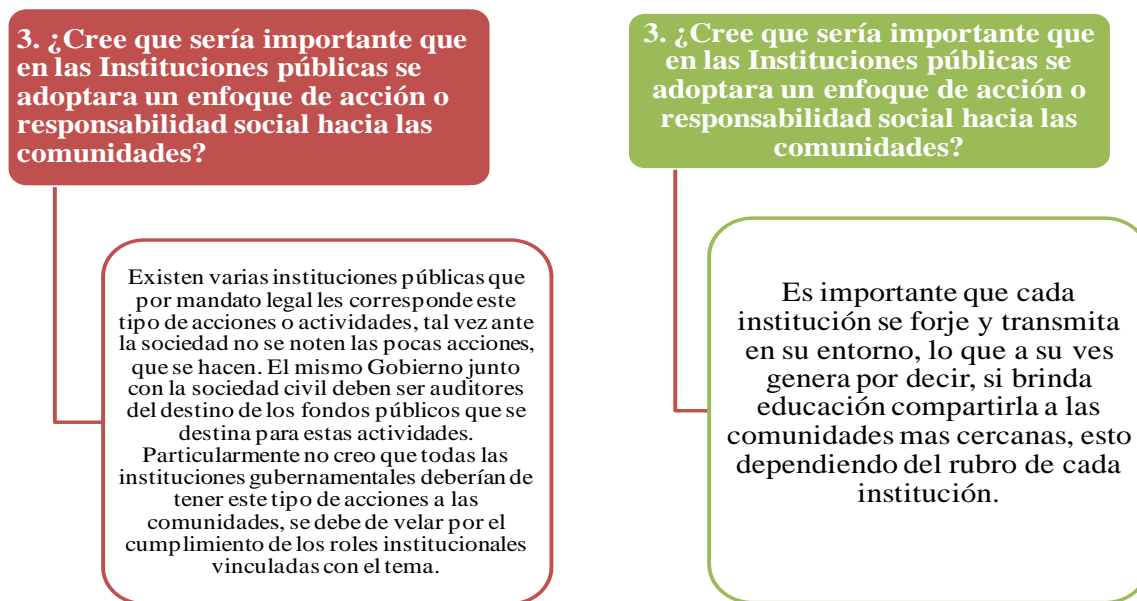 3. ¿Cree que sería importante que
en las Instituciones públicas se
adoptara un enfoque de acción o
responsabilidad social hacia las
comunidades?
Existen varias instituciones públicas que
por mandato legal les corresponde este
tipo de acciones o actividades, tal vez ante
la sociedad no se noten las pocas acciones,
que se hacen. El mismo Gobierno junto
con la sociedad civil deben ser auditores
del destino de los fondos públicos que se
destina para estas actividades.
Particularmente no creo que todas las
instituciones gubernamentales deberían de
tener este tipo de acciones a las
comunidades, se debe de velar por el
cumplimiento de los roles institucionales
vinculadas con el tema.
3. ¿Cree que sería importante que
en las Instituciones públicas se
adoptara un enfoque de acción o
responsabilidad social hacia las
comunidades?
Es importante que cada
institución se forje y transmita
en su entorno, lo que a su ves
genera por decir, si brinda
educación compartirla a las
comunidades mas cercanas, esto
dependiendo del rubro de cada
institución.